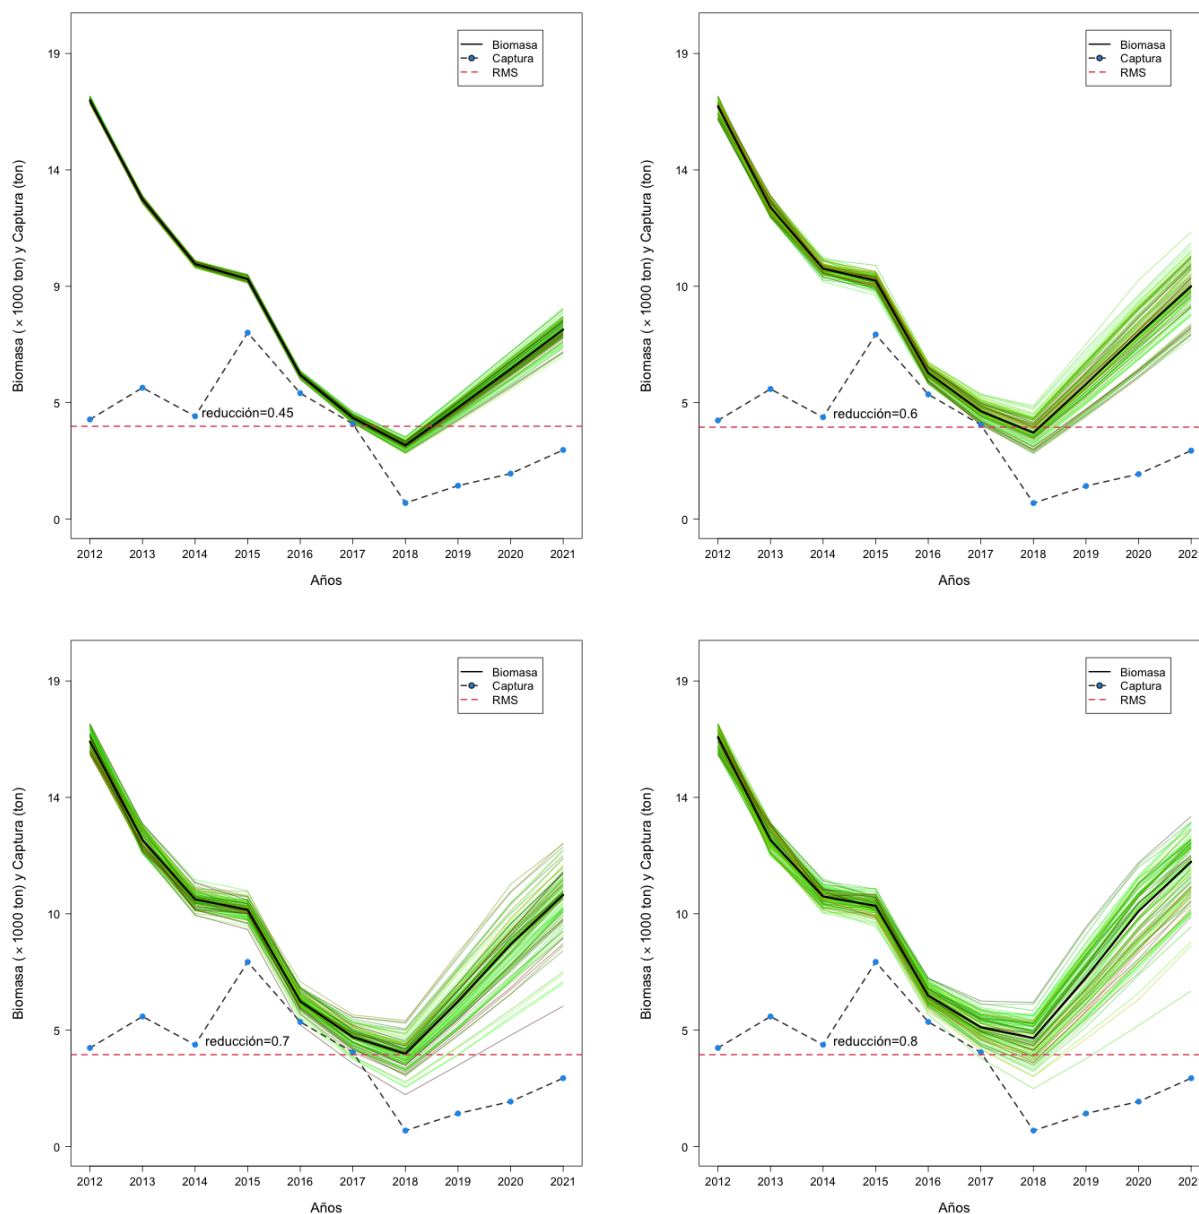 Biomasa
Captura
RMS
Biomasa ( × 1000 ton) y Captura (ton)
19
14
9
5
0
reducción=0.45
2012 2013 2014 2015 2016 2017 2018 2019 2020 2021
Años
Biomasa
Captura
RMS
Biomasa ( × 1000 ton) y Captura (ton)
19
14
10
5
0
reducción=0.6
2012 2013 2014 2015 2016 2017 2018 2019 2020 2021
Años
Biomasa
Captura
RMS
Biomasa ( × 1000 ton) y Captura (ton)
19
14
10
5
0
reducción=0.7
2012 2013 2014 2015 2016 2017 2018 2019 2020 2021
Años
Biomasa
Captura
RMS
Biomasa ( × 1000 ton) y Captura (ton)
19
14
10
5
0
reducción=0.8
2012 2013 2014 2015 2016 2017 2018 2019 2020 2021
Años